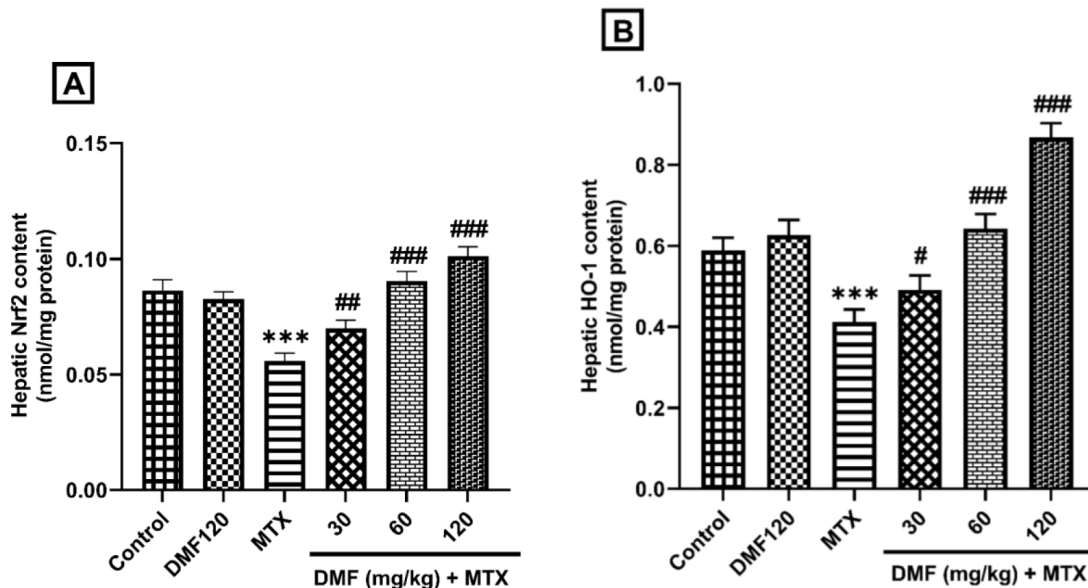 A
Hepatic Nrf2 content
(nmol/mg protein)
0.15
0.10
0.05
0.00
***
##
###
###
Control
DMF120
MTX
30
60
120
DMF (mg/kg) + MTX
B
Hepatic HO-1 content
(nmol/mg protein)
1.0
0.8
0.6
0.4
0.2
0.0
***
#
###
###
Control
DMF120
MTX
30
60
120
DMF (mg/kg) + MTX